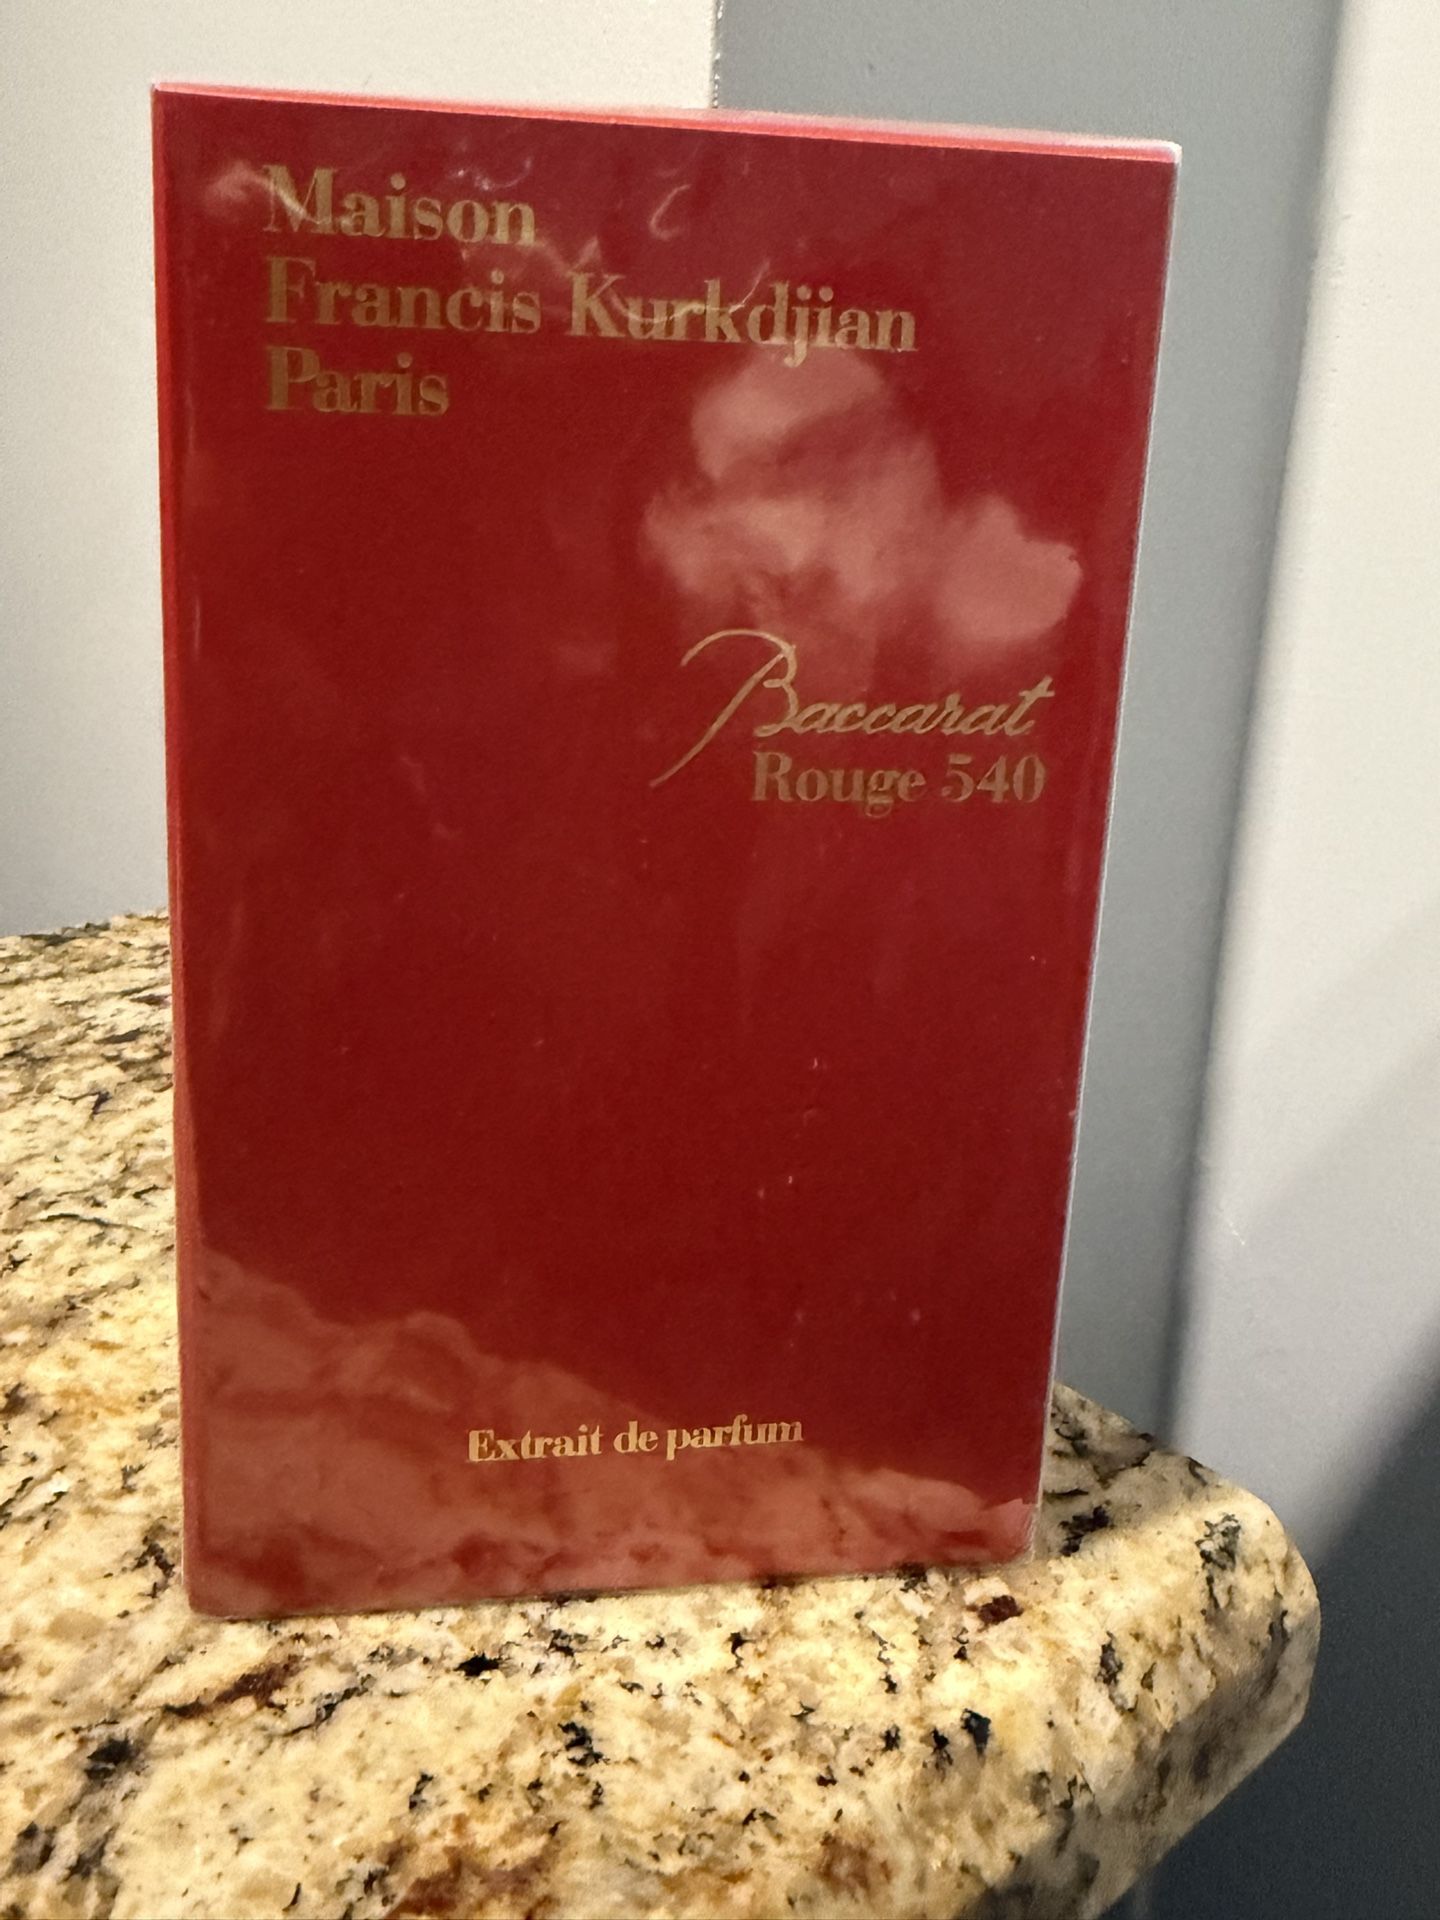 Maison
Francis Kurkdjian
Paris
Baccarat
Rouge 540
Extrait de parfum